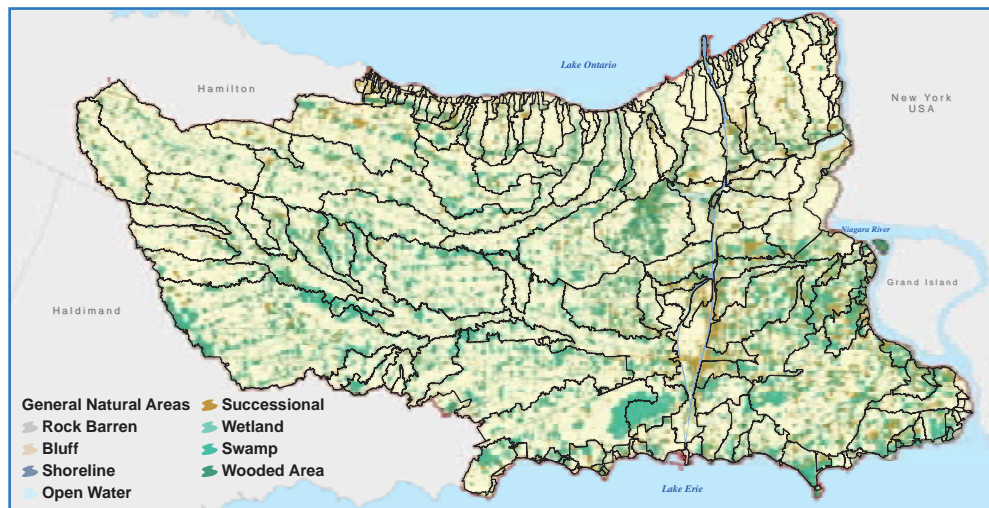 Lake Ontario
Hamilton
New York
USA
Niagara River
Grand Island
Haldimand
General Natural Areas
Rock Barren
Bluff
Shoreline
Open Water
Successional
Wetland
Swamp
Wooded Area
Lake Erie